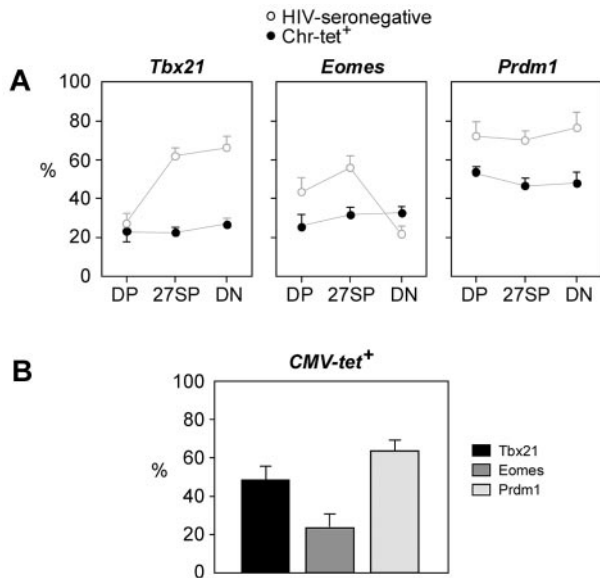 HIV-seronegative
Chr-tet+
A
Tbx21 Eomes Prdm1
100
80
60
%
40
20
0
DP 27SP DN DP 27SP DN DP 27SP DN
B
CMV-tet+
100
80
60
%
40
20
0
Tbx21
Eomes
Prdm1